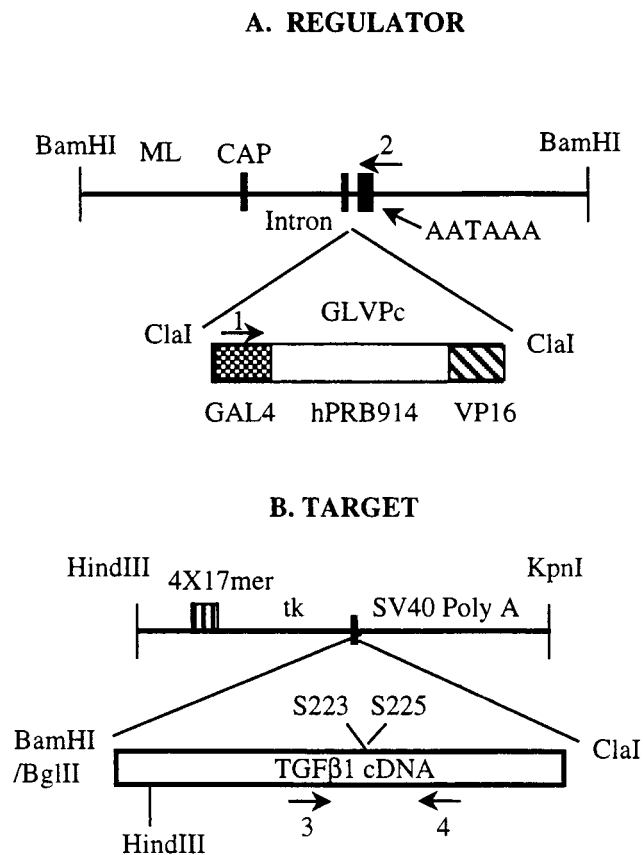 A. REGULATOR
BamHI ML CAP 2 BamHI
Intron AATAAA
GLVPc
ClaI 1 ClaI
GAL4 hPRB914 VP16
B. TARGET
HindIII 4X17mer tk SV40 Poly A KpnI
S223 S225
BamHI
/BglII
ClaI
TGFβ1 cDNA
HindIII 3 4